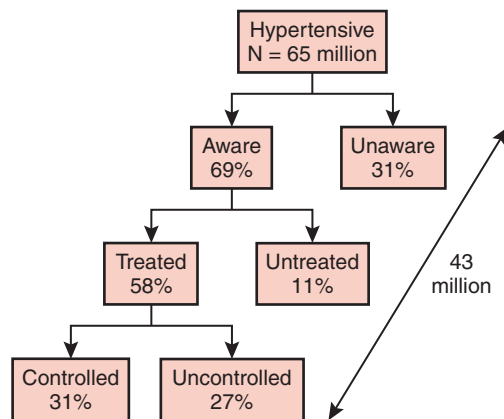 Hypertensive
N = 65 million
Aware
69%
Unaware
31%
Treated
58%
Untreated
11%
43
million
Controlled
31%
Uncontrolled
27%